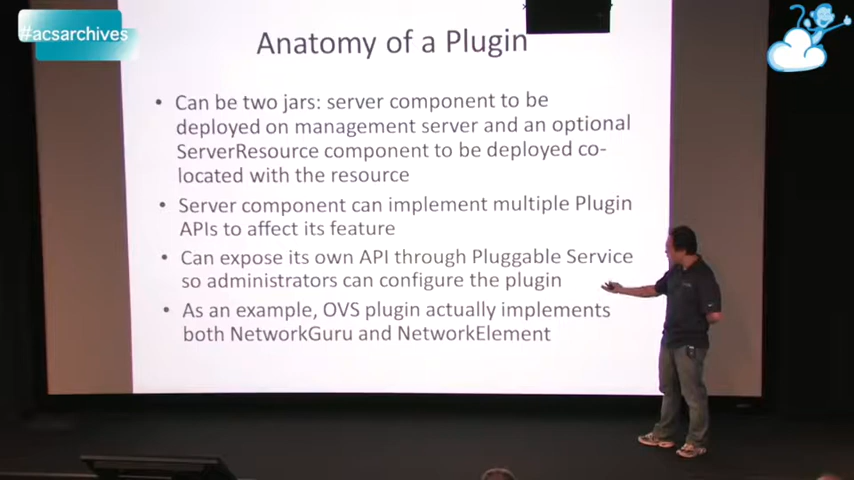 #acsarchives
Anatomy of a Plugin
• Can be two jars: server component to be
deployed on management server and an optional
ServerResource component to be deployed co-
located with the resource
• Server component can implement multiple Plugin
APIs to affect its feature
• Can expose its own API through Pluggable Service
so administrators can configure the plugin
• As an example, OVS plugin actually implements
both NetworkGuru and NetworkElement